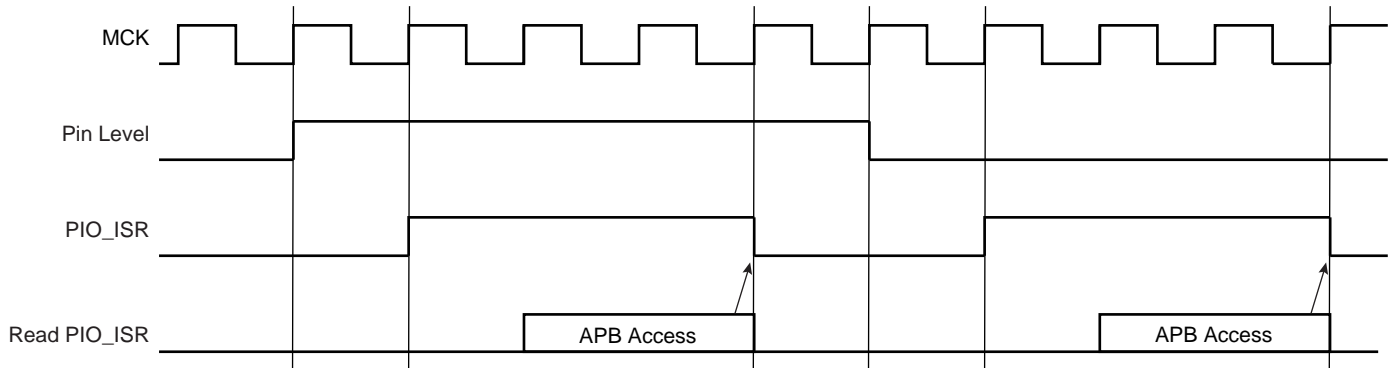 MCK
Pin Level
PIO_ISR
Read PIO_ISR
APB Access
APB Access